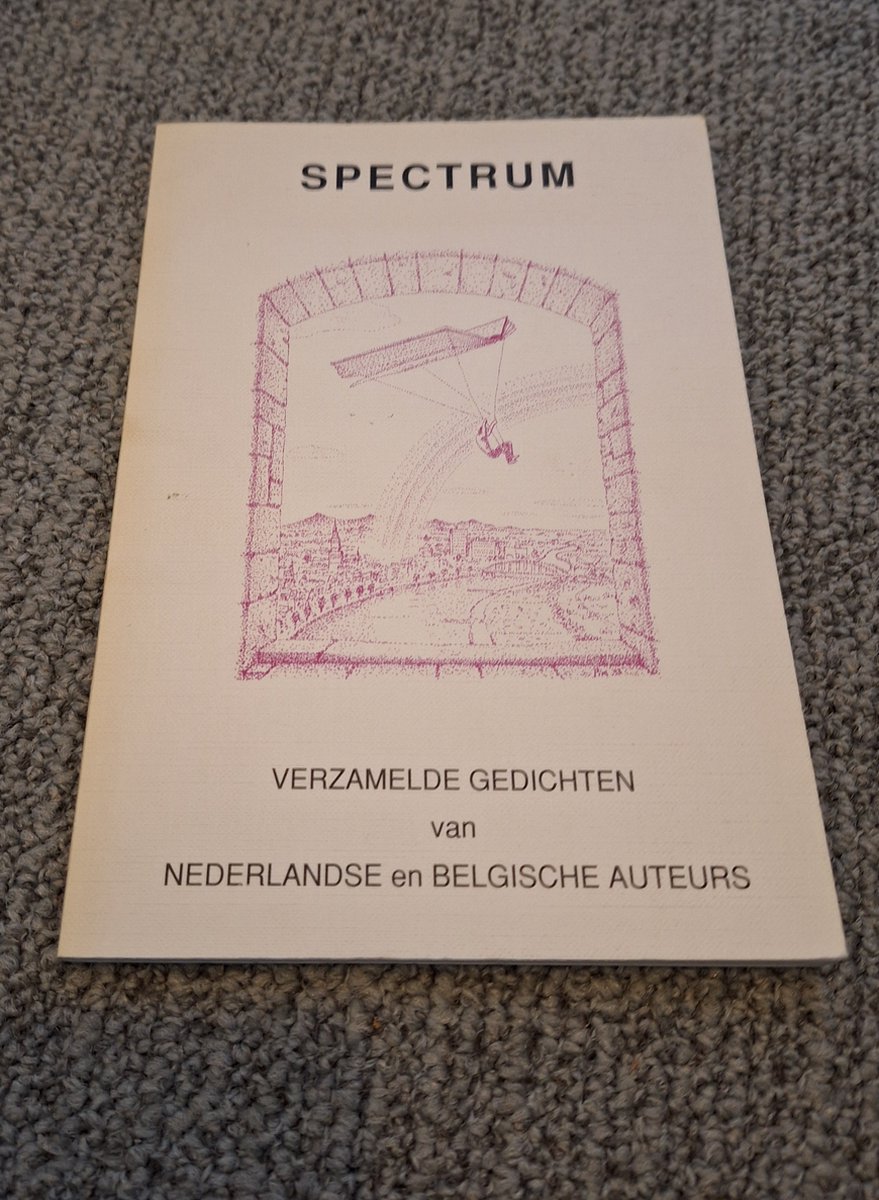 SPECTRUM
VERZAMELDE GEDICHTEN
van
NEDERLANDSE en BELGISCHE AUTEURS